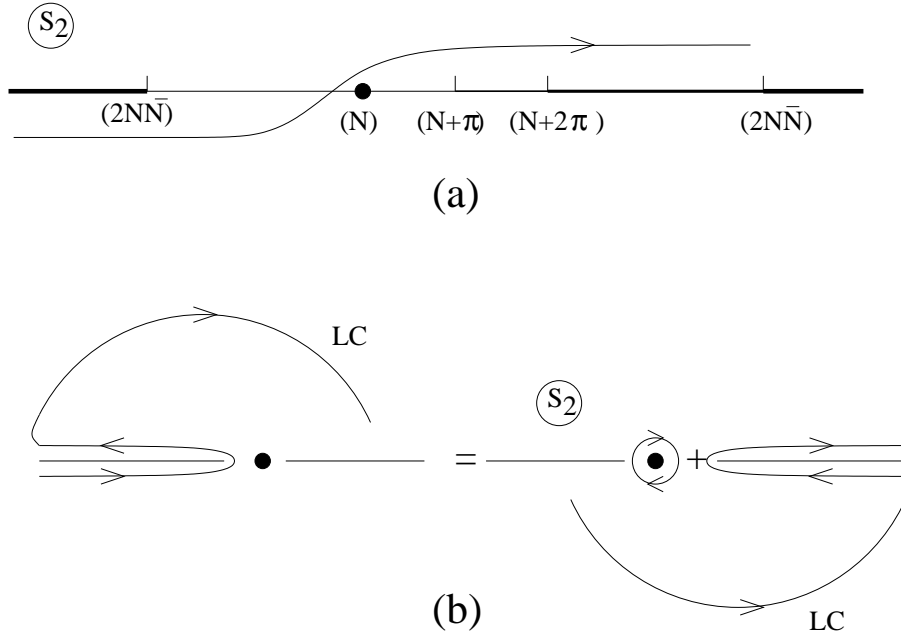 S2
(2NN̄) (N) (N+π) (N+2π) (2NN̄)
(a)
LC
S2
= +
LC
(b)